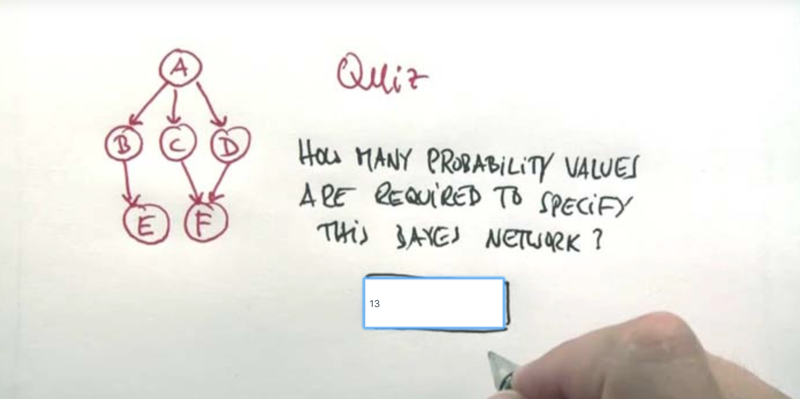 Quiz
A
B C D
E F
HOW MANY PROBABILITY VALUES
ARE REQUIRED TO SPECIFY
THIS BAYES NETWORK?
13